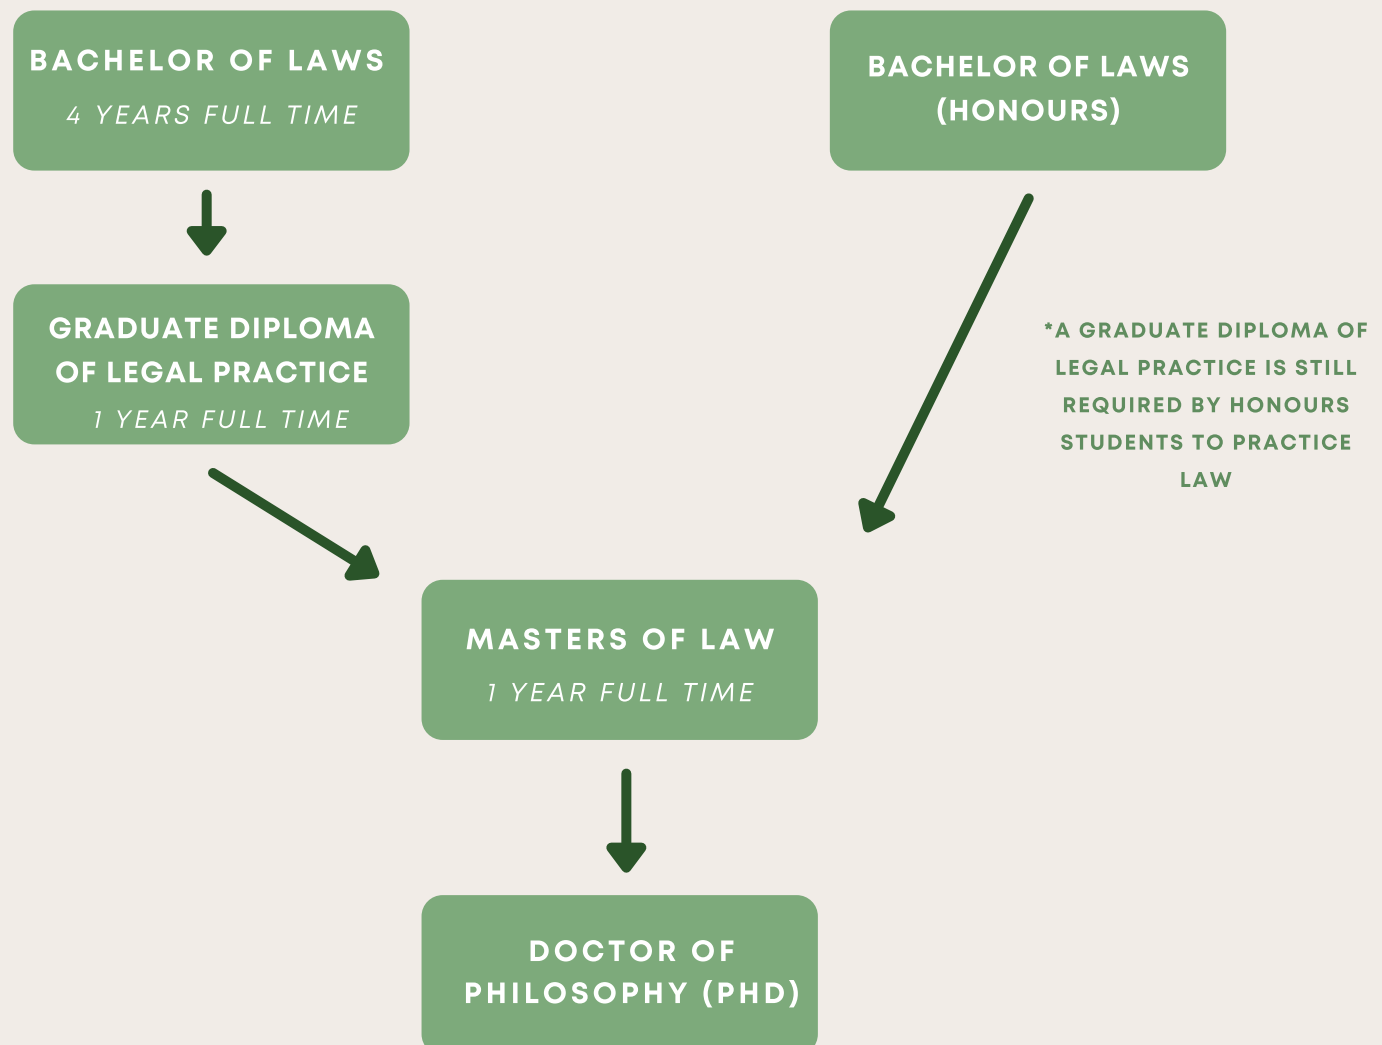 BACHELOR OF LAWS
4 YEARS FULL TIME
BACHELOR OF LAWS
(HONOURS)
GRADUATE DIPLOMA
OF LEGAL PRACTICE
1 YEAR FULL TIME
*A GRADUATE DIPLOMA OF
LEGAL PRACTICE IS STILL
REQUIRED BY HONOURS
STUDENTS TO PRACTICE
LAW
MASTERS OF LAW
1 YEAR FULL TIME
DOCTOR OF
PHILOSOPHY (PHD)